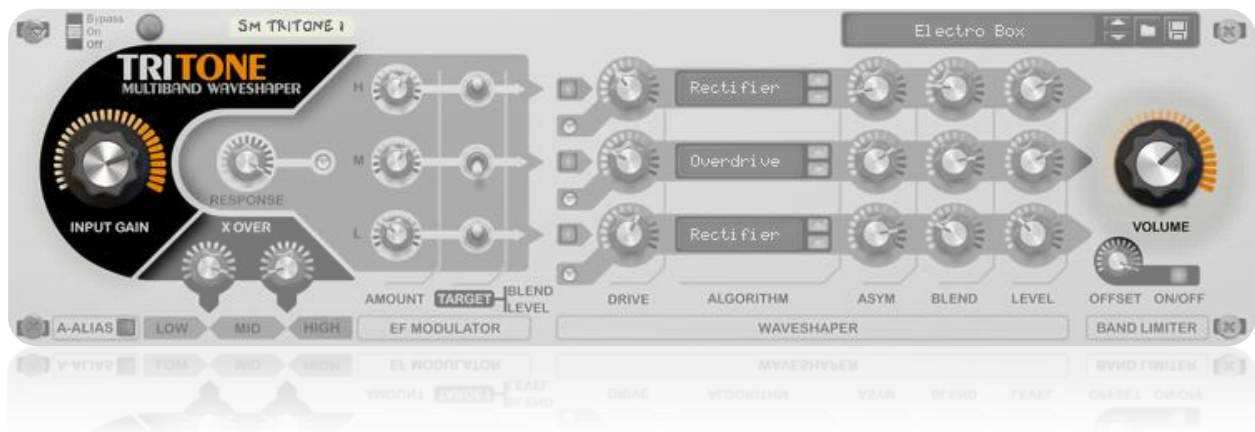 Bypass
On
Off
SM TRITONE 1
Electro Box
TRITONE
MULTIBAND WAVESHAPER
H
Rectifier
M
Overdrive
RESPONSE
INPUT GAIN
X OVER
L
Rectifier
VOLUME
AMOUNT
TARGET
BLEND
LEVEL
DRIVE
ALGORITHM
ASYM
BLEND
LEVEL
OFFSET
ON/OFF
A-ALIAS
LOW
MID
HIGH
EF MODULATOR
WAVESHAPER
BAND LIMITER